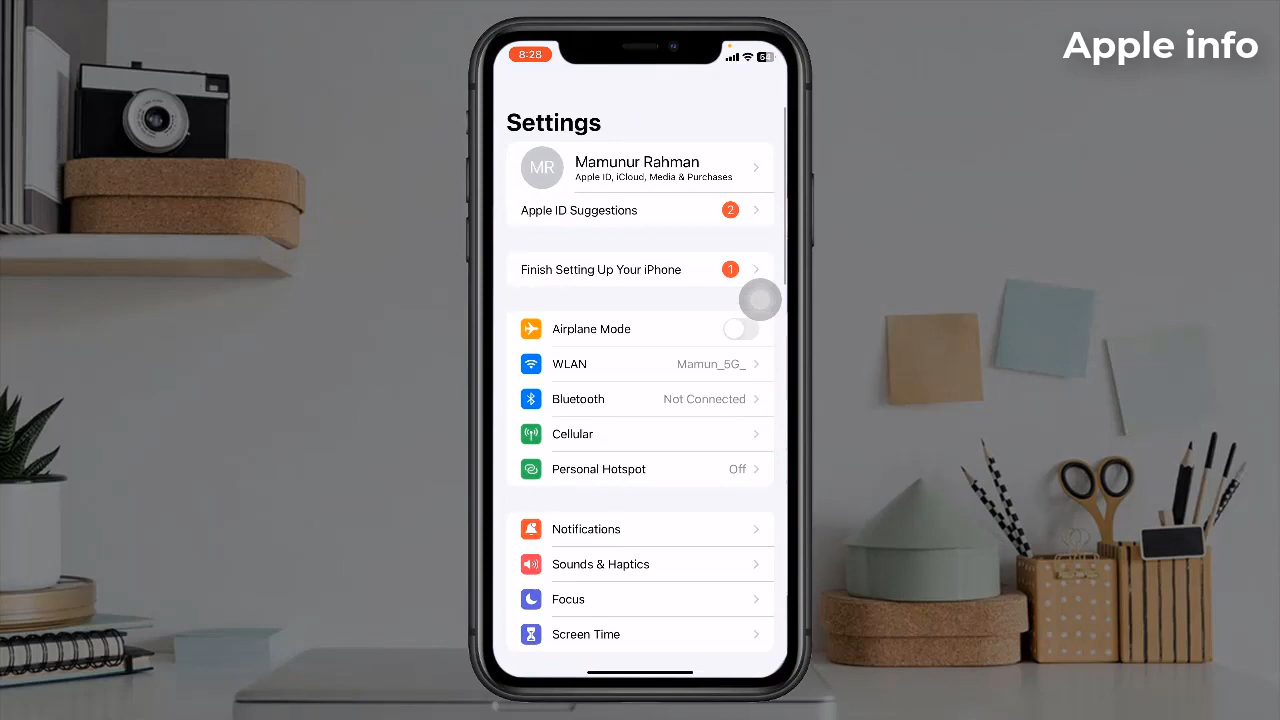 Apple info
8:28
Settings
MR
Mamunur Rahman
Apple ID, iCloud, Media & Purchases
Apple ID Suggestions 2
Finish Setting Up Your iPhone 1
Airplane Mode
WLAN Mamun_5G_
Bluetooth Not Connected
Cellular
Personal Hotspot Off
Notifications
Sounds & Haptics
Focus
Screen Time